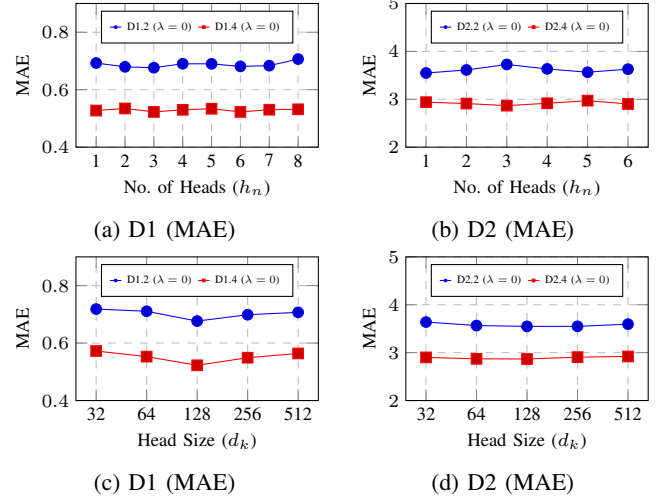 D1.2 (λ = 0) D1.4 (λ = 0)
0.8
0.6
0.4
MAE
1 2 3 4 5 6 7 8
No. of Heads (hₙ)
(a) D1 (MAE)
D2.2 (λ = 0) D2.4 (λ = 0)
5
4
3
2
MAE
1 2 3 4 5 6
No. of Heads (hₙ)
(b) D2 (MAE)
D1.2 (λ = 0) D1.4 (λ = 0)
0.8
0.6
0.4
MAE
32 64 128 256 512
Head Size (dₖ)
(c) D1 (MAE)
D2.2 (λ = 0) D2.4 (λ = 0)
5
4
3
2
MAE
32 64 128 256 512
Head Size (dₖ)
(d) D2 (MAE)